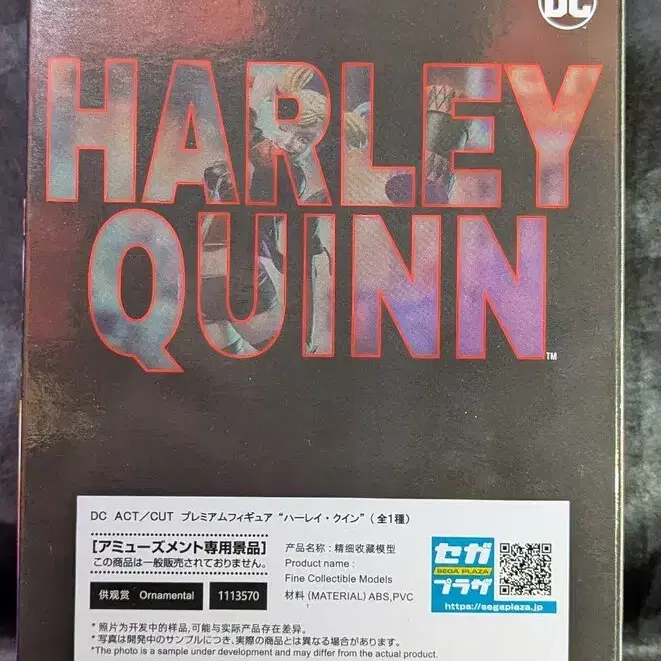 DC
HARLEY
QUINN™
DC ACT／CUT プレミアムフィギュア “ハーレイ・クイン” (全1種)
[アミューズメント専用景品]
この商品は一般販売されておりません。
供观赏 Ornamental 1113570
产品名称：精细收藏模型
Product name :
Fine Collectible Models
材料 (MATERIAL) ABS,PVC
セガ
SEGA PLAZA
プラザ
https://segaplaza.jp
* 照片为开发中的样品,可能与实际产品存在差异。
* 写真は開発中のサンプルにつき、実際の商品とは異なる場合があります。
*The photo is a sample under development and may differ from the actual product.